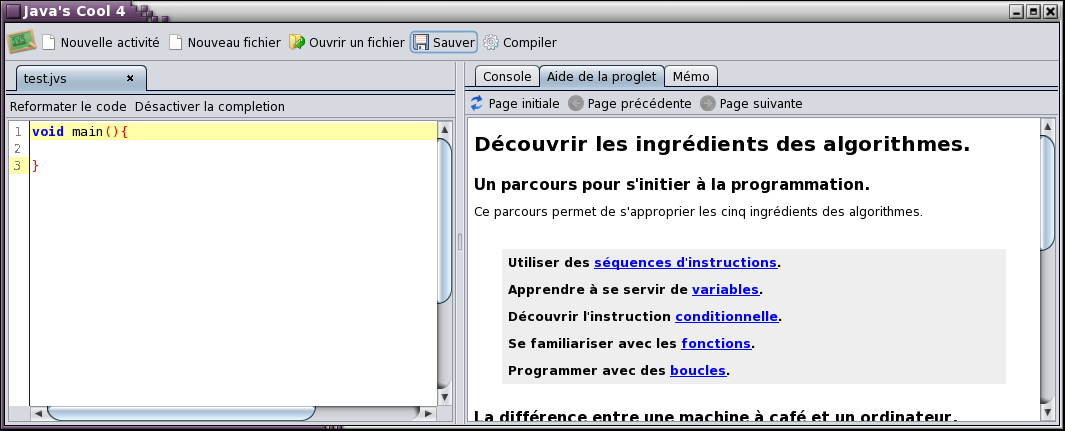 Java's Cool 4
Nouvelle activité Nouveau fichier Ouvrir un fichier Sauver Compiler
test.jvs
Reformater le code Désactiver la completion
1 void main(){
2
3 }
Console Aide de la proglet Mémo
Page initiale Page précédente Page suivante
Découvrir les ingrédients des algorithmes.
Un parcours pour s'initier à la programmation.
Ce parcours permet de s'approprier les cinq ingrédients des algorithmes.
Utiliser des séquences d'instructions.
Apprendre à se servir de variables.
Découvrir l'instruction conditionnelle.
Se familiariser avec les fonctions.
Programmer avec des boucles.
La différence entre une machine à café et un ordinateur.